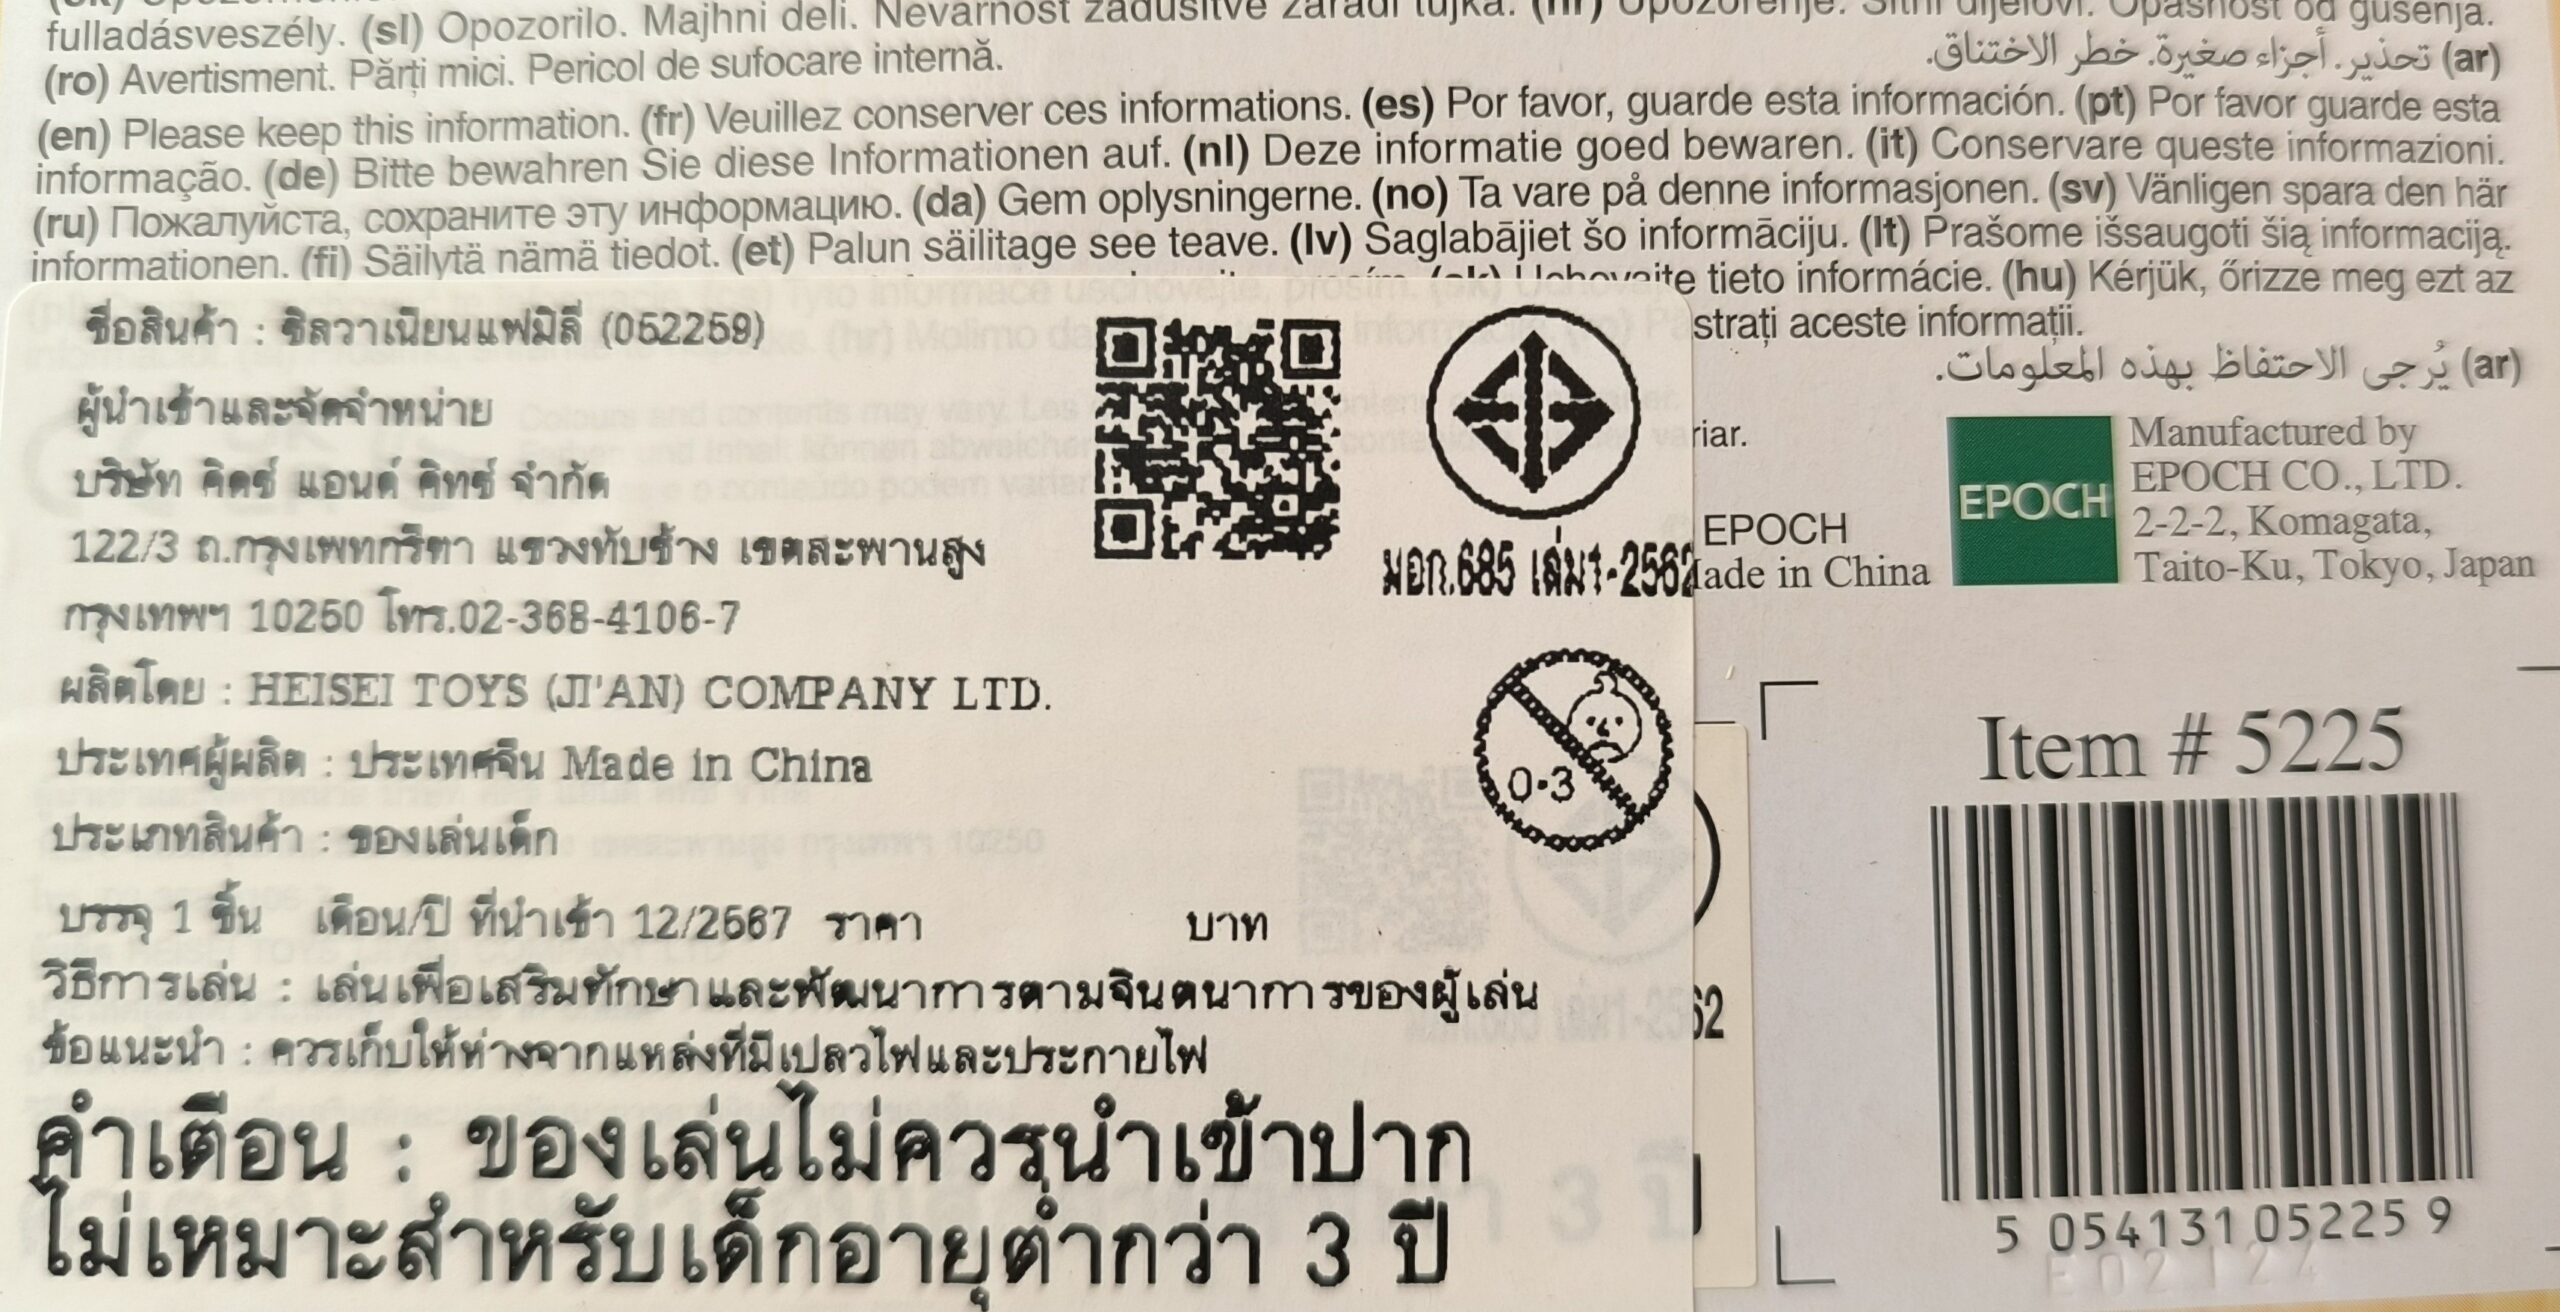 fulladásveszély. (sl) Opozorilo. Majhni deli. Nevarnost zadušitve zaradi tujka. (hr) Opozorenje. Sitni dijelovi. Opasnost od gušenja.
(ro) Avertisment. Părți mici. Pericol de sufocare internă.
(ar) تحذير. أجزاء صغيرة. خطر الاختناق.
(en) Please keep this information. (fr) Veuillez conserver ces informations. (es) Por favor, guarde esta información. (pt) Por favor guarde esta
informação. (de) Bitte bewahren Sie diese Informationen auf. (nl) Deze informatie goed bewaren. (it) Conservare queste informazioni.
(ru) Пожалуйста, сохраните эту информацию. (da) Gem oplysningerne. (no) Ta vare på denne informasjonen. (sv) Vänligen spara den här
informationen. (fi) Säilytä nämä tiedot. (et) Palun säilitage see teave. (lv) Saglabājiet šo informāciju. (lt) Prašome išsaugoti šią informaciją.
Tyto informace uschovejte, prosím. (sk) Uchovajte tieto informácie. (hu) Kérjük, őrizze meg ezt az
strați aceste informații.
(ar) يُرجى الاحتفاظ بهذه المعلومات.
riar.
EPOCH
Made in China
EPOCH
Manufactured by
EPOCH CO., LTD.
2-2-2, Komagata,
Taito-Ku, Tokyo, Japan
ชื่อสินค้า : ซิลวาเนียนแฟมิลี่ (052259)
ผู้นำเข้าและจัดจำหน่าย
บริษัท คิดซ์ แอนด์ คิทซ์ จำกัด
122/3 ถ.กรุงเทพกรีฑา แขวงทับช้าง เขตสะพานสูง
กรุงเทพฯ 10250 โทร.02-368-4106-7
ผลิตโดย : HEISEI TOYS (JI'AN) COMPANY LTD.
ประเทศผู้ผลิต : ประเทศจีน Made in China
ประเภทสินค้า : ของเล่นเด็ก
บรรจุ 1 ชิ้น เดือน/ปี ที่นำเข้า 12/2567 ราคา บาท
วิธีการเล่น : เล่นเพื่อเสริมทักษาและพัฒนาการตามจินตนาการของผู้เล่น
ข้อแนะนำ : ควรเก็บให้ห่างจากแหล่งที่มีเปลวไฟและประกายไฟ
คำเตือน : ของเล่นไม่ควรนำเข้าปาก
ไม่เหมาะสำหรับเด็กอายุต่ำกว่า 3 ปี
มอก.685 เล่ม1-2562
0-3
62
Item # 5225
5 054131 05225 9
E02124